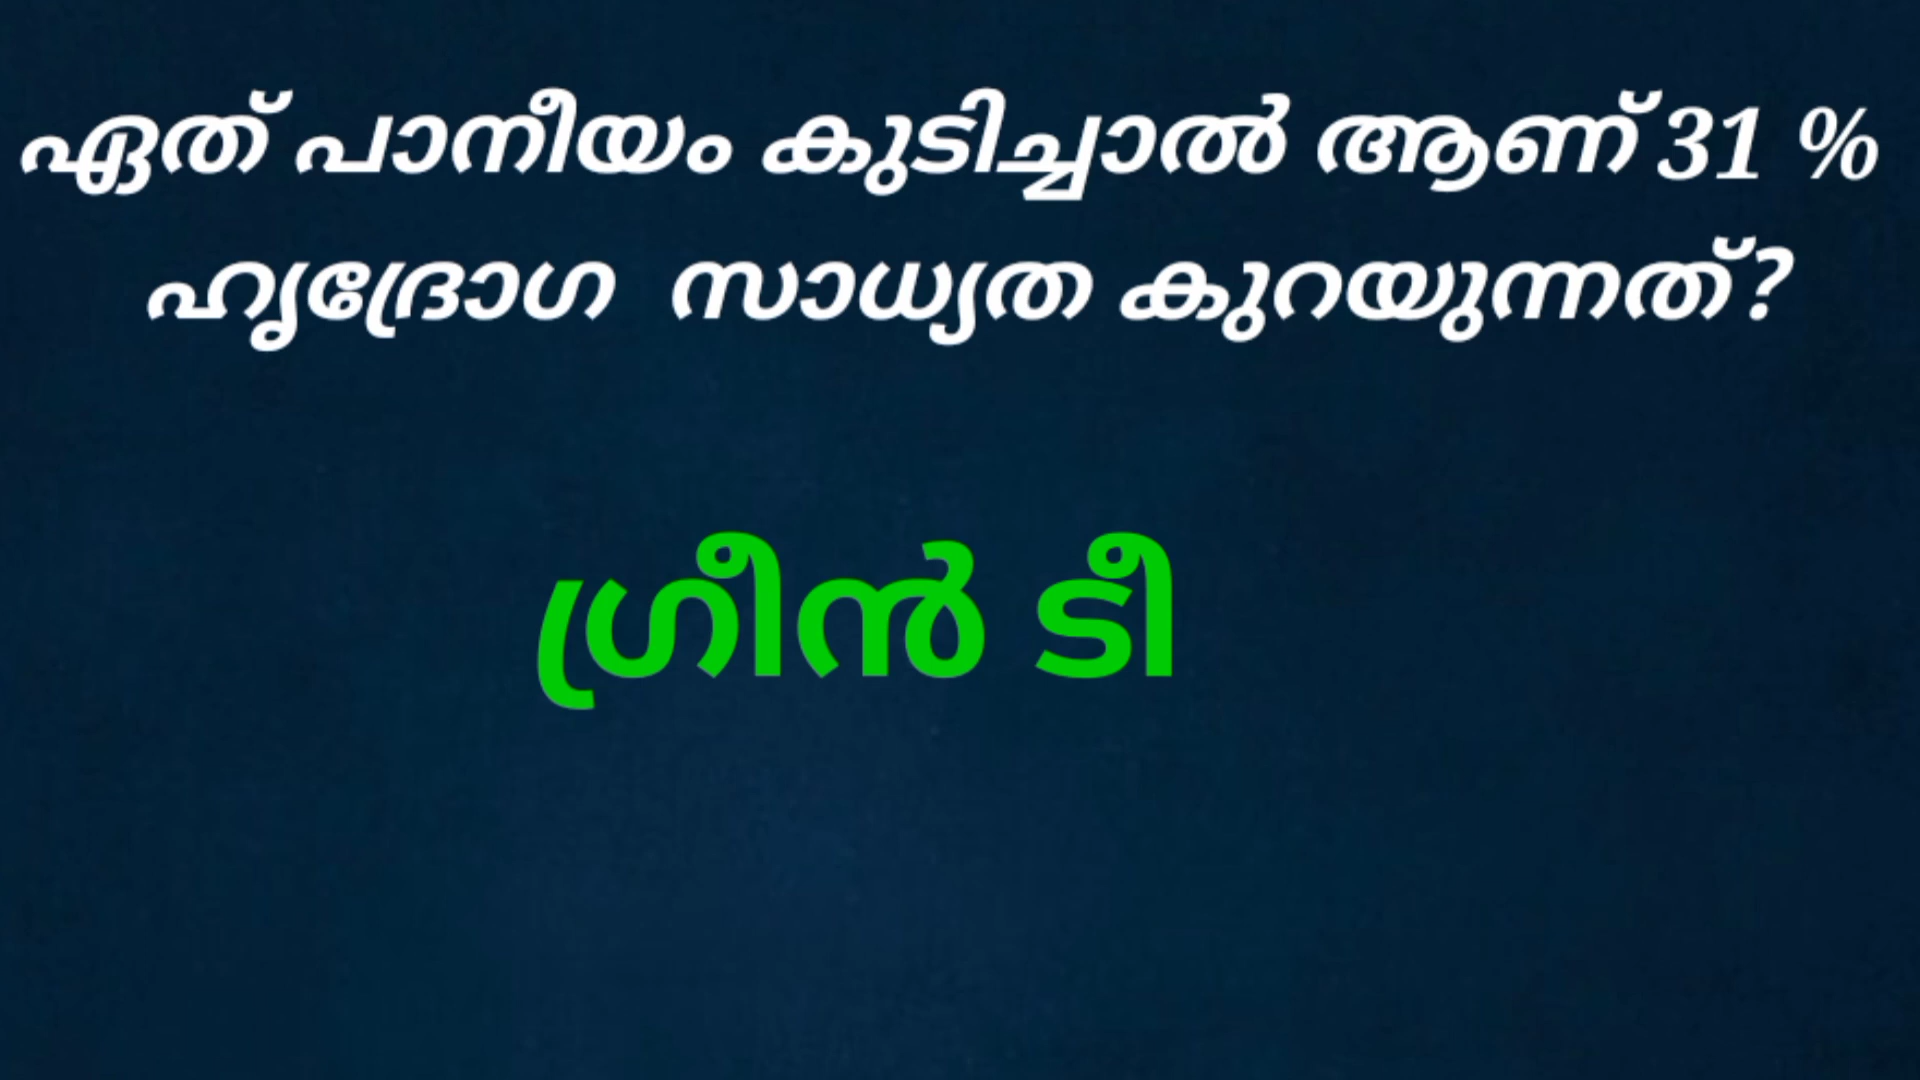 ഏത് പാനീയം കുടിച്ചാൽ ആണ് 31 %
ഹൃദ്രോഗ സാധ്യത കുറയുന്നത്?
ഗ്രീൻ ടീ